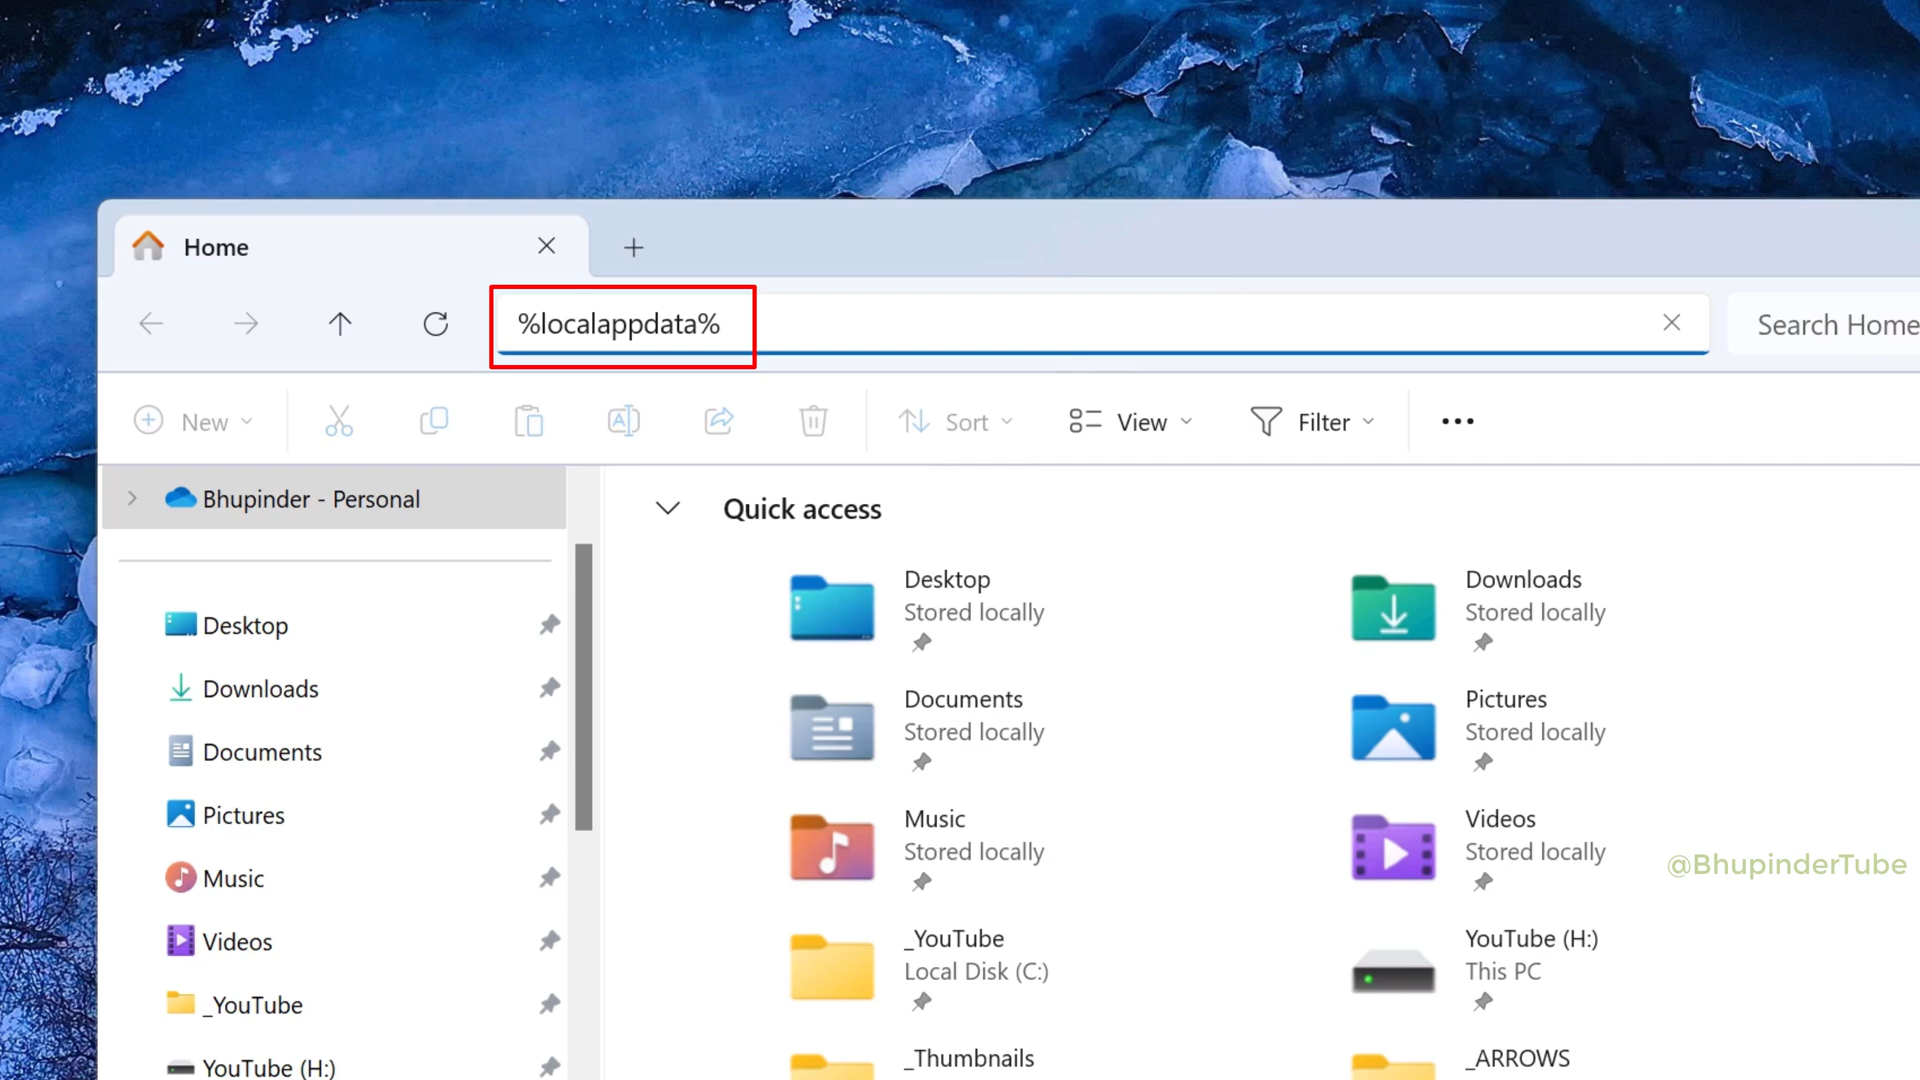 Home
%localappdata%
Search Home
New
Sort
View
Filter
Bhupinder - Personal
Desktop
Downloads
Documents
Pictures
Music
Videos
_YouTube
YouTube (H:)
Quick access
Desktop
Stored locally
Downloads
Stored locally
Documents
Stored locally
Pictures
Stored locally
Music
Stored locally
Videos
Stored locally
@BhupinderTube
_YouTube
Local Disk (C:)
YouTube (H:)
This PC
_Thumbnails
_ARROWS